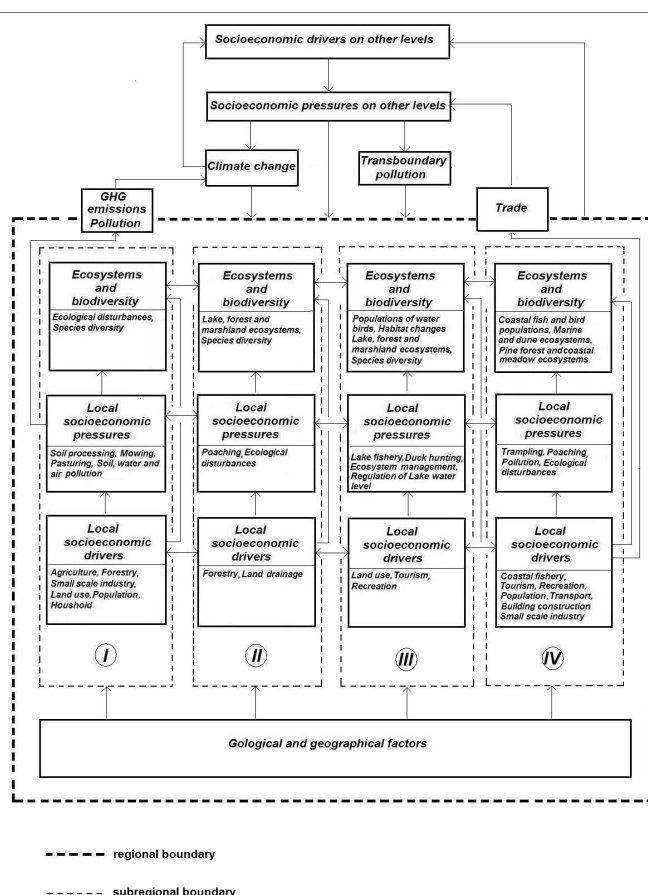 Socioeconomic drivers on other levels
Socioeconomic pressures on other levels
Climate change
Transboundary
pollution
GHG
emissions
Pollution
Trade
Ecosystems
and
biodiversity
Ecological disturbances,
Species diversity
Ecosystems
and
biodiversity
Lake, forest and
marshland ecosystems,
Species diversity
Ecosystems
and
biodiversity
Populations of water
birds, Habitat changes
Lake, forest and
marshland ecosystems,
Species diversity
Ecosystems
and
biodiversity
Coastal fish and bird
populations, Marine
and dune ecosystems,
Pine forest and coastal
meadow ecosystems
Local
socioeconomic
pressures
Soil processing, Mowing,
Pasturing, Soil, water and
air pollution
Local
socioeconomic
pressures
Poaching, Ecological
disturbances
Local
socioeconomic
pressures
Lake fishery, Duck hunting,
Ecosystem management,
Regulation of Lake water
level
Local
socioeconomic
pressures
Trampling, Poaching,
Pollution, Ecological
disturbances
Local
socioeconomic
drivers
Agriculture, Forestry,
Small scale industry,
Land use, Population,
Houshold
Local
socioeconomic
drivers
Forestry, Land drainage
Local
socioeconomic
drivers
Land use, Tourism,
Recreation
Local
socioeconomic
drivers
Coastal fishery,
Tourism, Recreation,
Population, Transport,
Building construction
Small scale industry
I
II
III
IV
Gological and geographical factors
regional boundary
subregional boundary